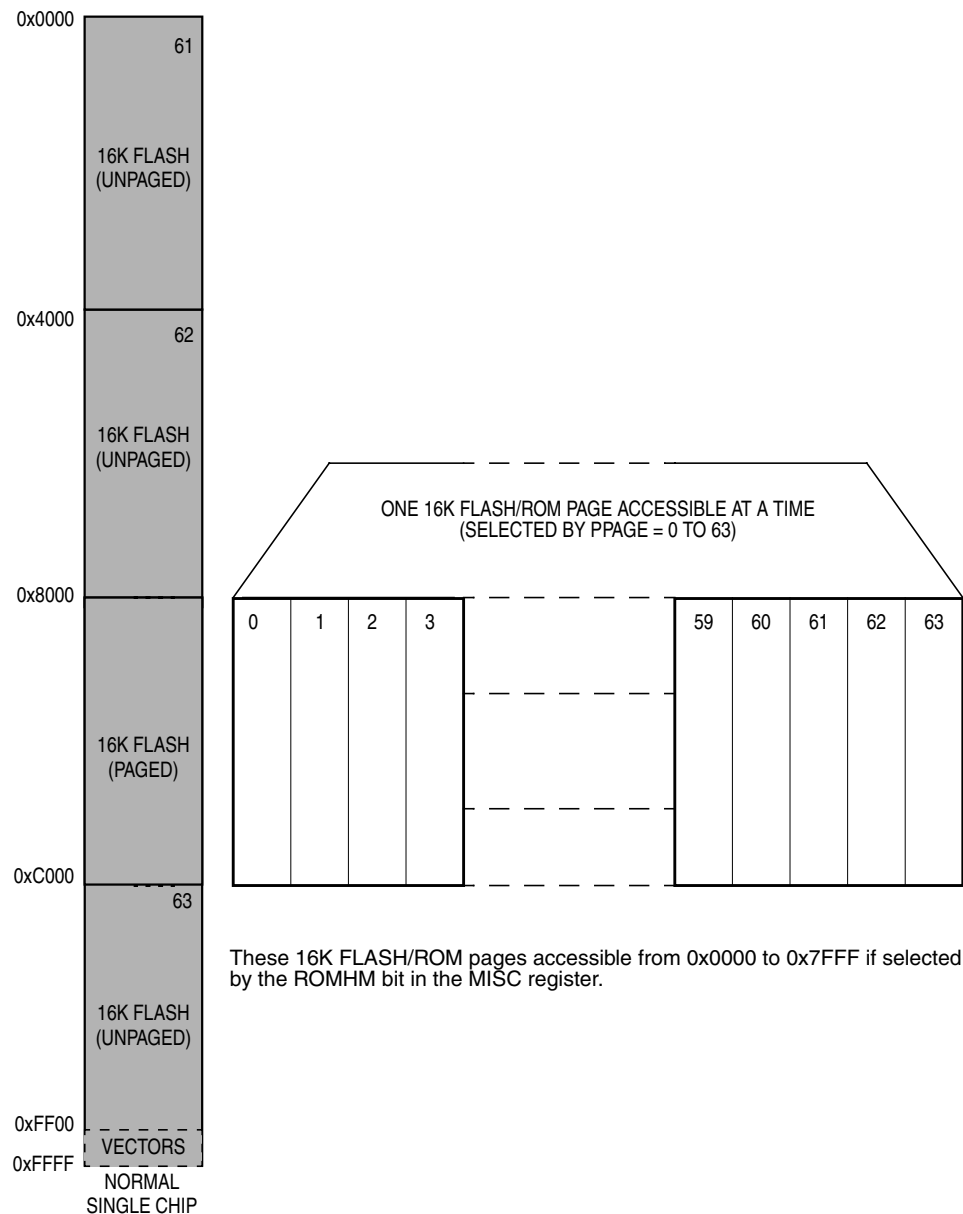 0x0000
61
16K FLASH
(UNPAGED)
0x4000
62
16K FLASH
(UNPAGED)
ONE 16K FLASH/ROM PAGE ACCESSIBLE AT A TIME
(SELECTED BY PPAGE = 0 TO 63)
0x8000
0 1 2 3 59 60 61 62 63
16K FLASH
(PAGED)
0xC000
63
These 16K FLASH/ROM pages accessible from 0x0000 to 0x7FFF if selected
by the ROMHM bit in the MISC register.
16K FLASH
(UNPAGED)
0xFF00
VECTORS
0xFFFF
NORMAL
SINGLE CHIP